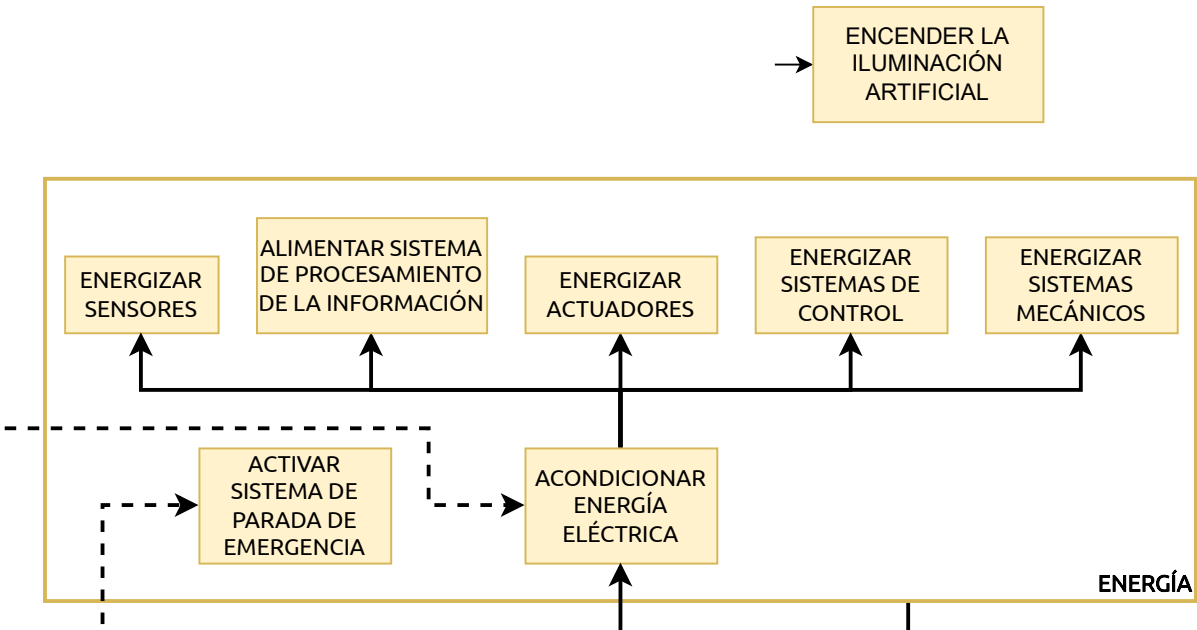 ENCENDER LA
ILUMINACIÓN
ARTIFICIAL
ENERGIZAR
SENSORES
ALIMENTAR SISTEMA
DE PROCESAMIENTO
DE LA INFORMACIÓN
ENERGIZAR
ACTUADORES
ENERGIZAR
SISTEMAS DE
CONTROL
ENERGIZAR
SISTEMAS
MECÁNICOS
ACTIVAR
SISTEMA DE
PARADA DE
EMERGENCIA
ACONDICIONAR
ENERGÍA
ELÉCTRICA
ENERGÍA